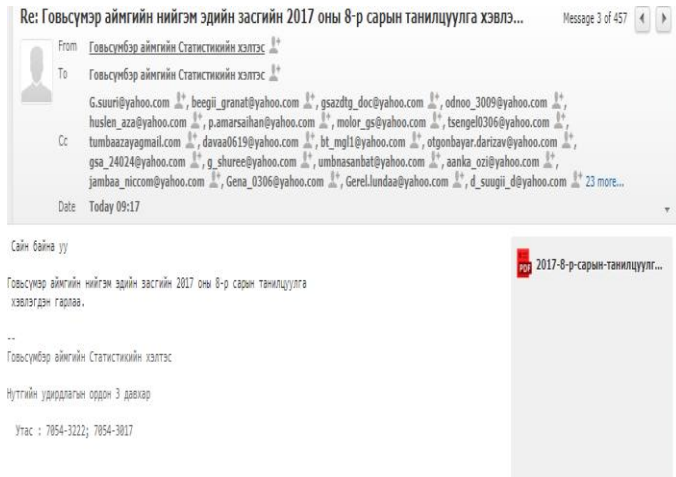 Re: Говьсүмэр аймгийн нийгэм эдийн засгийн 2017 оны 8-р сарын танилцуулга хэвлэ...
Message 3 of 457
From Говьсүмбэр аймгийн Статистикийн хэлтэс
To Говьсүмбэр аймгийн Статистикийн хэлтэс
G.suuri@yahoo.com, beegii_granat@yahoo.com, gsazdtg_doc@yahoo.com, odnoo_3009@yahoo.com,
huslen_aza@yahoo.com, p.amarsaihan@yahoo.com, molor_gs@yahoo.com, tsengel0306@yahoo.com,
Cc tumbaazayagmail.com, davaa0619@yahoo.com, bt_mgl1@yahoo.com, otgonbayar.darizav@yahoo.com,
gsa_24024@yahoo.com, g_shuree@yahoo.com, umbnasanbat@yahoo.com, aanka_ozi@yahoo.com,
jambaa_niccom@yahoo.com, Gena_0306@yahoo.com, Gerel.lundaa@yahoo.com, d_suugii_d@yahoo.com 23 more...
Date Today 09:17
Сайн байна уу
PDF 2017-8-р-сарын-танилцуулг...
Говьсүмэр аймгийн нийгэм эдийн засгийн 2017 оны 8-р сарын танилцуулга
хэвлэгдэн гарлаа.
--
Говьсүмбэр аймгийн Статистикийн хэлтэс
Нутгийн удирдлагын ордон 3 давхар
Утас : 7054-3222; 7054-3017